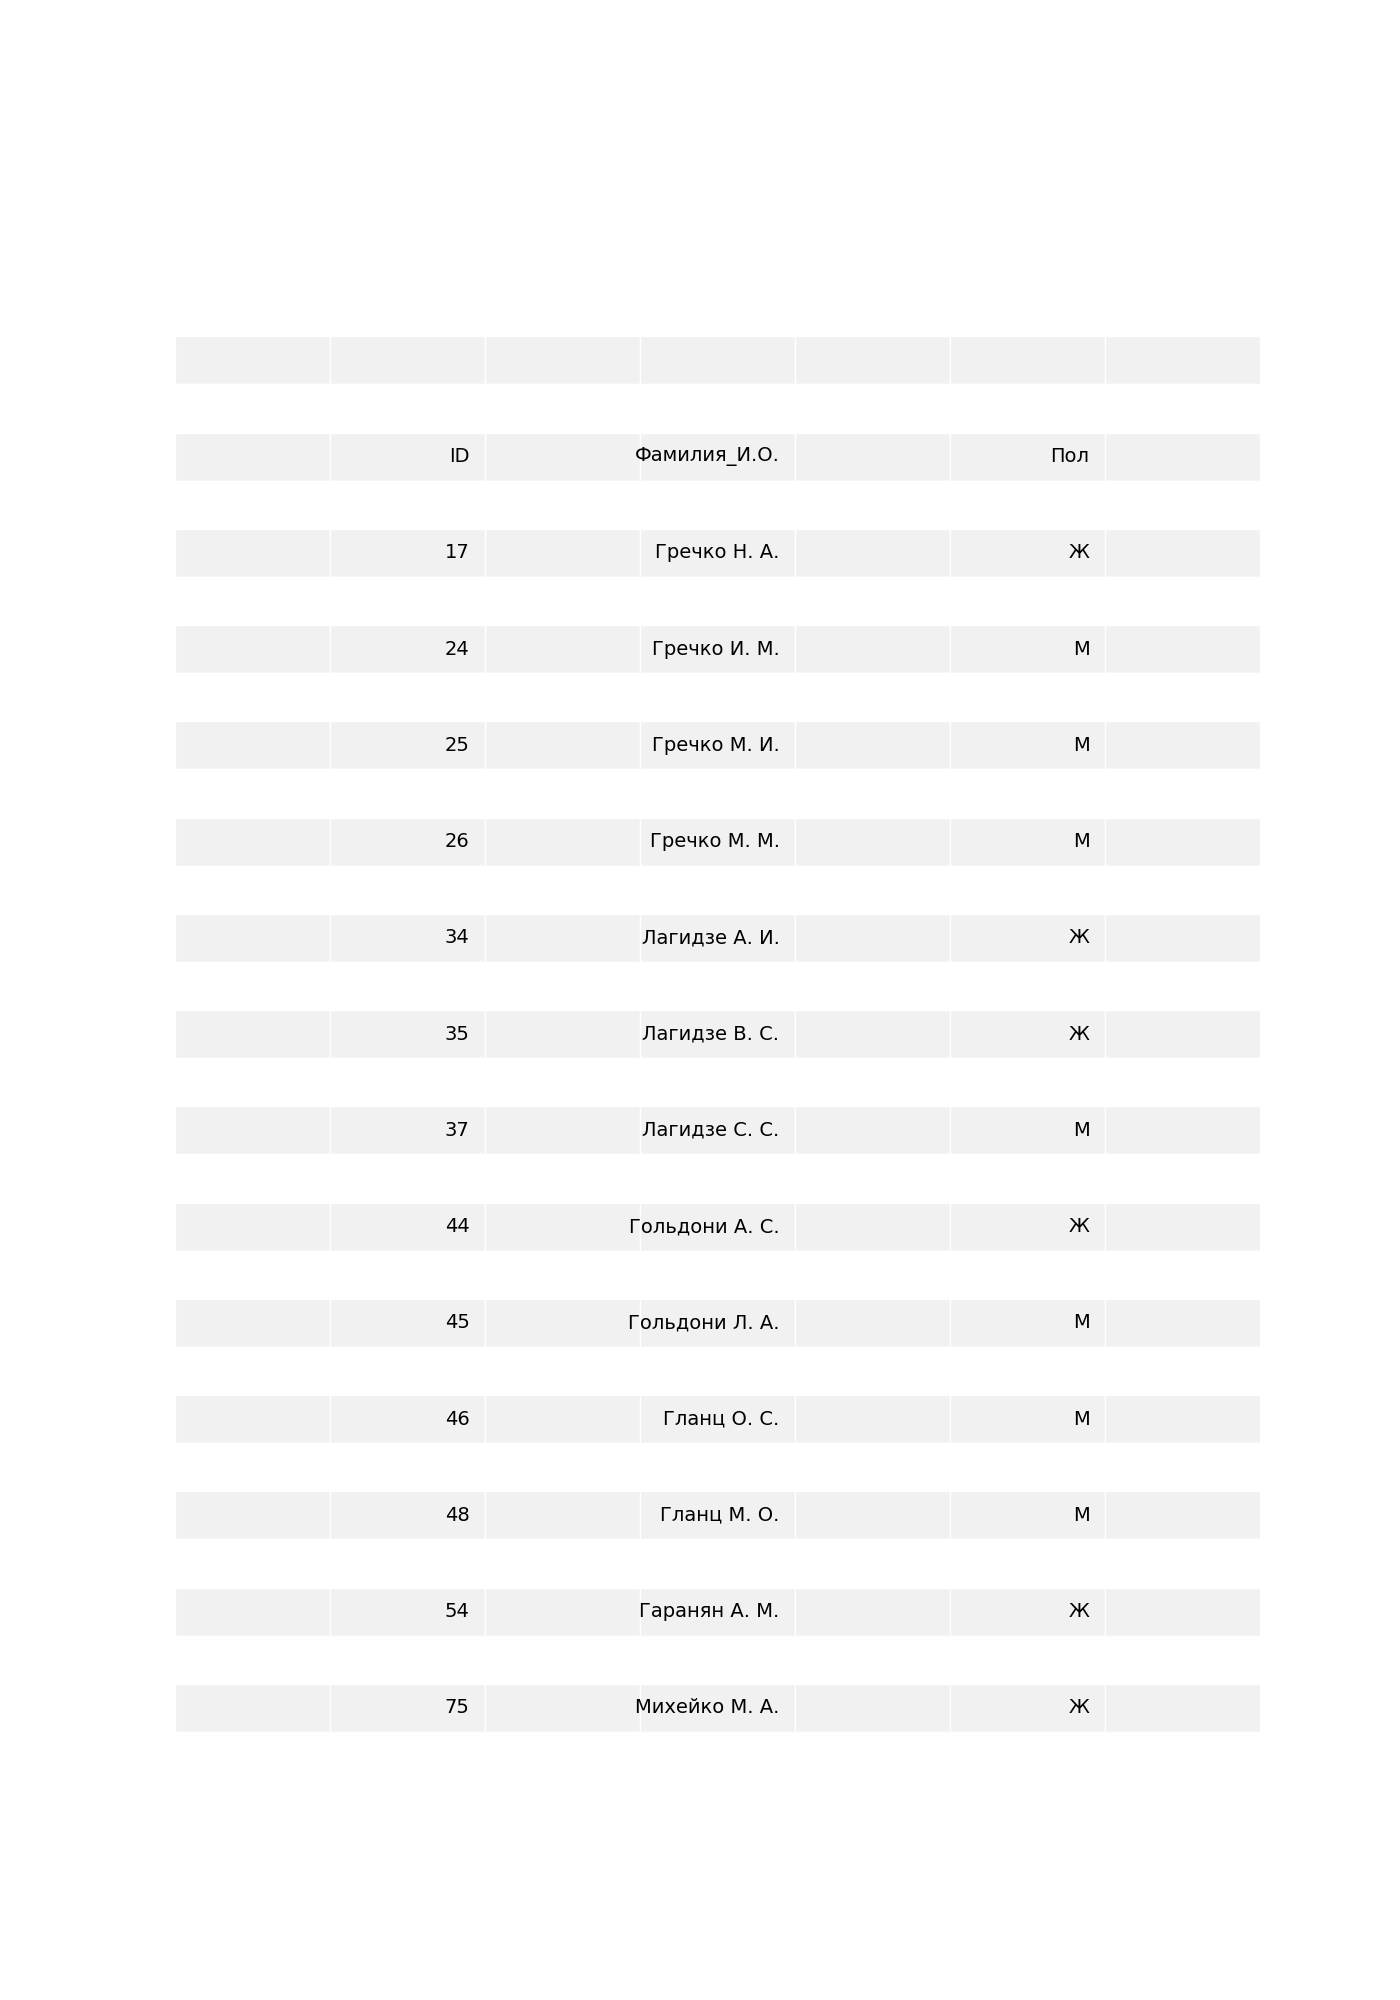 ID Фамилия_И.О. Пол
17 Гречко Н. А. Ж
24 Гречко И. М. М
25 Гречко М. И. М
26 Гречко М. М. М
34 Лагидзе А. И. Ж
35 Лагидзе В. С. Ж
37 Лагидзе С. С. М
44 Гольдони А. С. Ж
45 Гольдони Л. А. М
46 Гланц О. С. М
48 Гланц М. О. М
54 Гаранян А. М. Ж
75 Михейко М. А. Ж